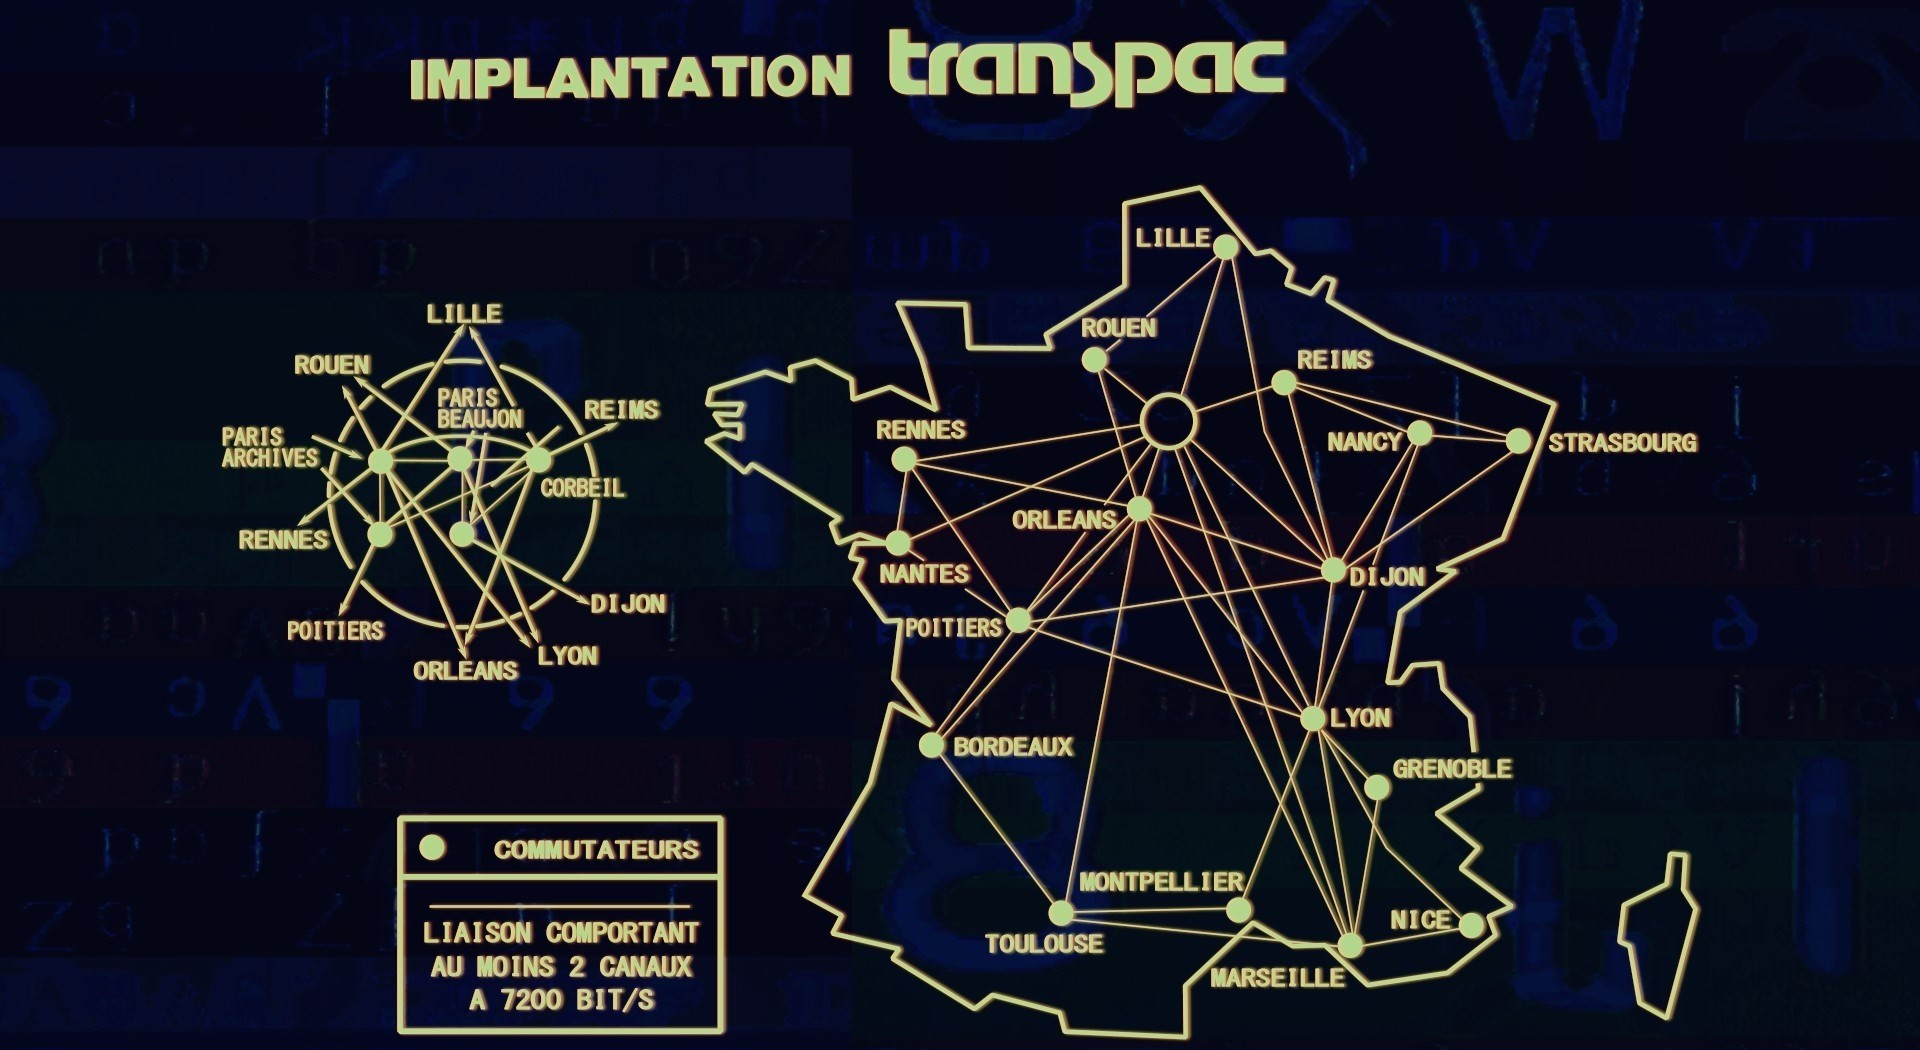 IMPLANTATION transpac
LILLE
ROUEN
PARIS
BEAUJON
REIMS
PARIS
ARCHIVES
CORBEIL
RENNES
DIJON
POITIERS
LYON
ORLEANS
COMMUTATEURS
LIAISON COMPORTANT
AU MOINS 2 CANAUX
A 7200 BIT/S
LILLE
ROUEN
REIMS
RENNES
NANCY
STRASBOURG
ORLEANS
NANTES
DIJON
POITIERS
LYON
BORDEAUX
GRENOBLE
MONTPELLIER
NICE
TOULOUSE
MARSEILLE